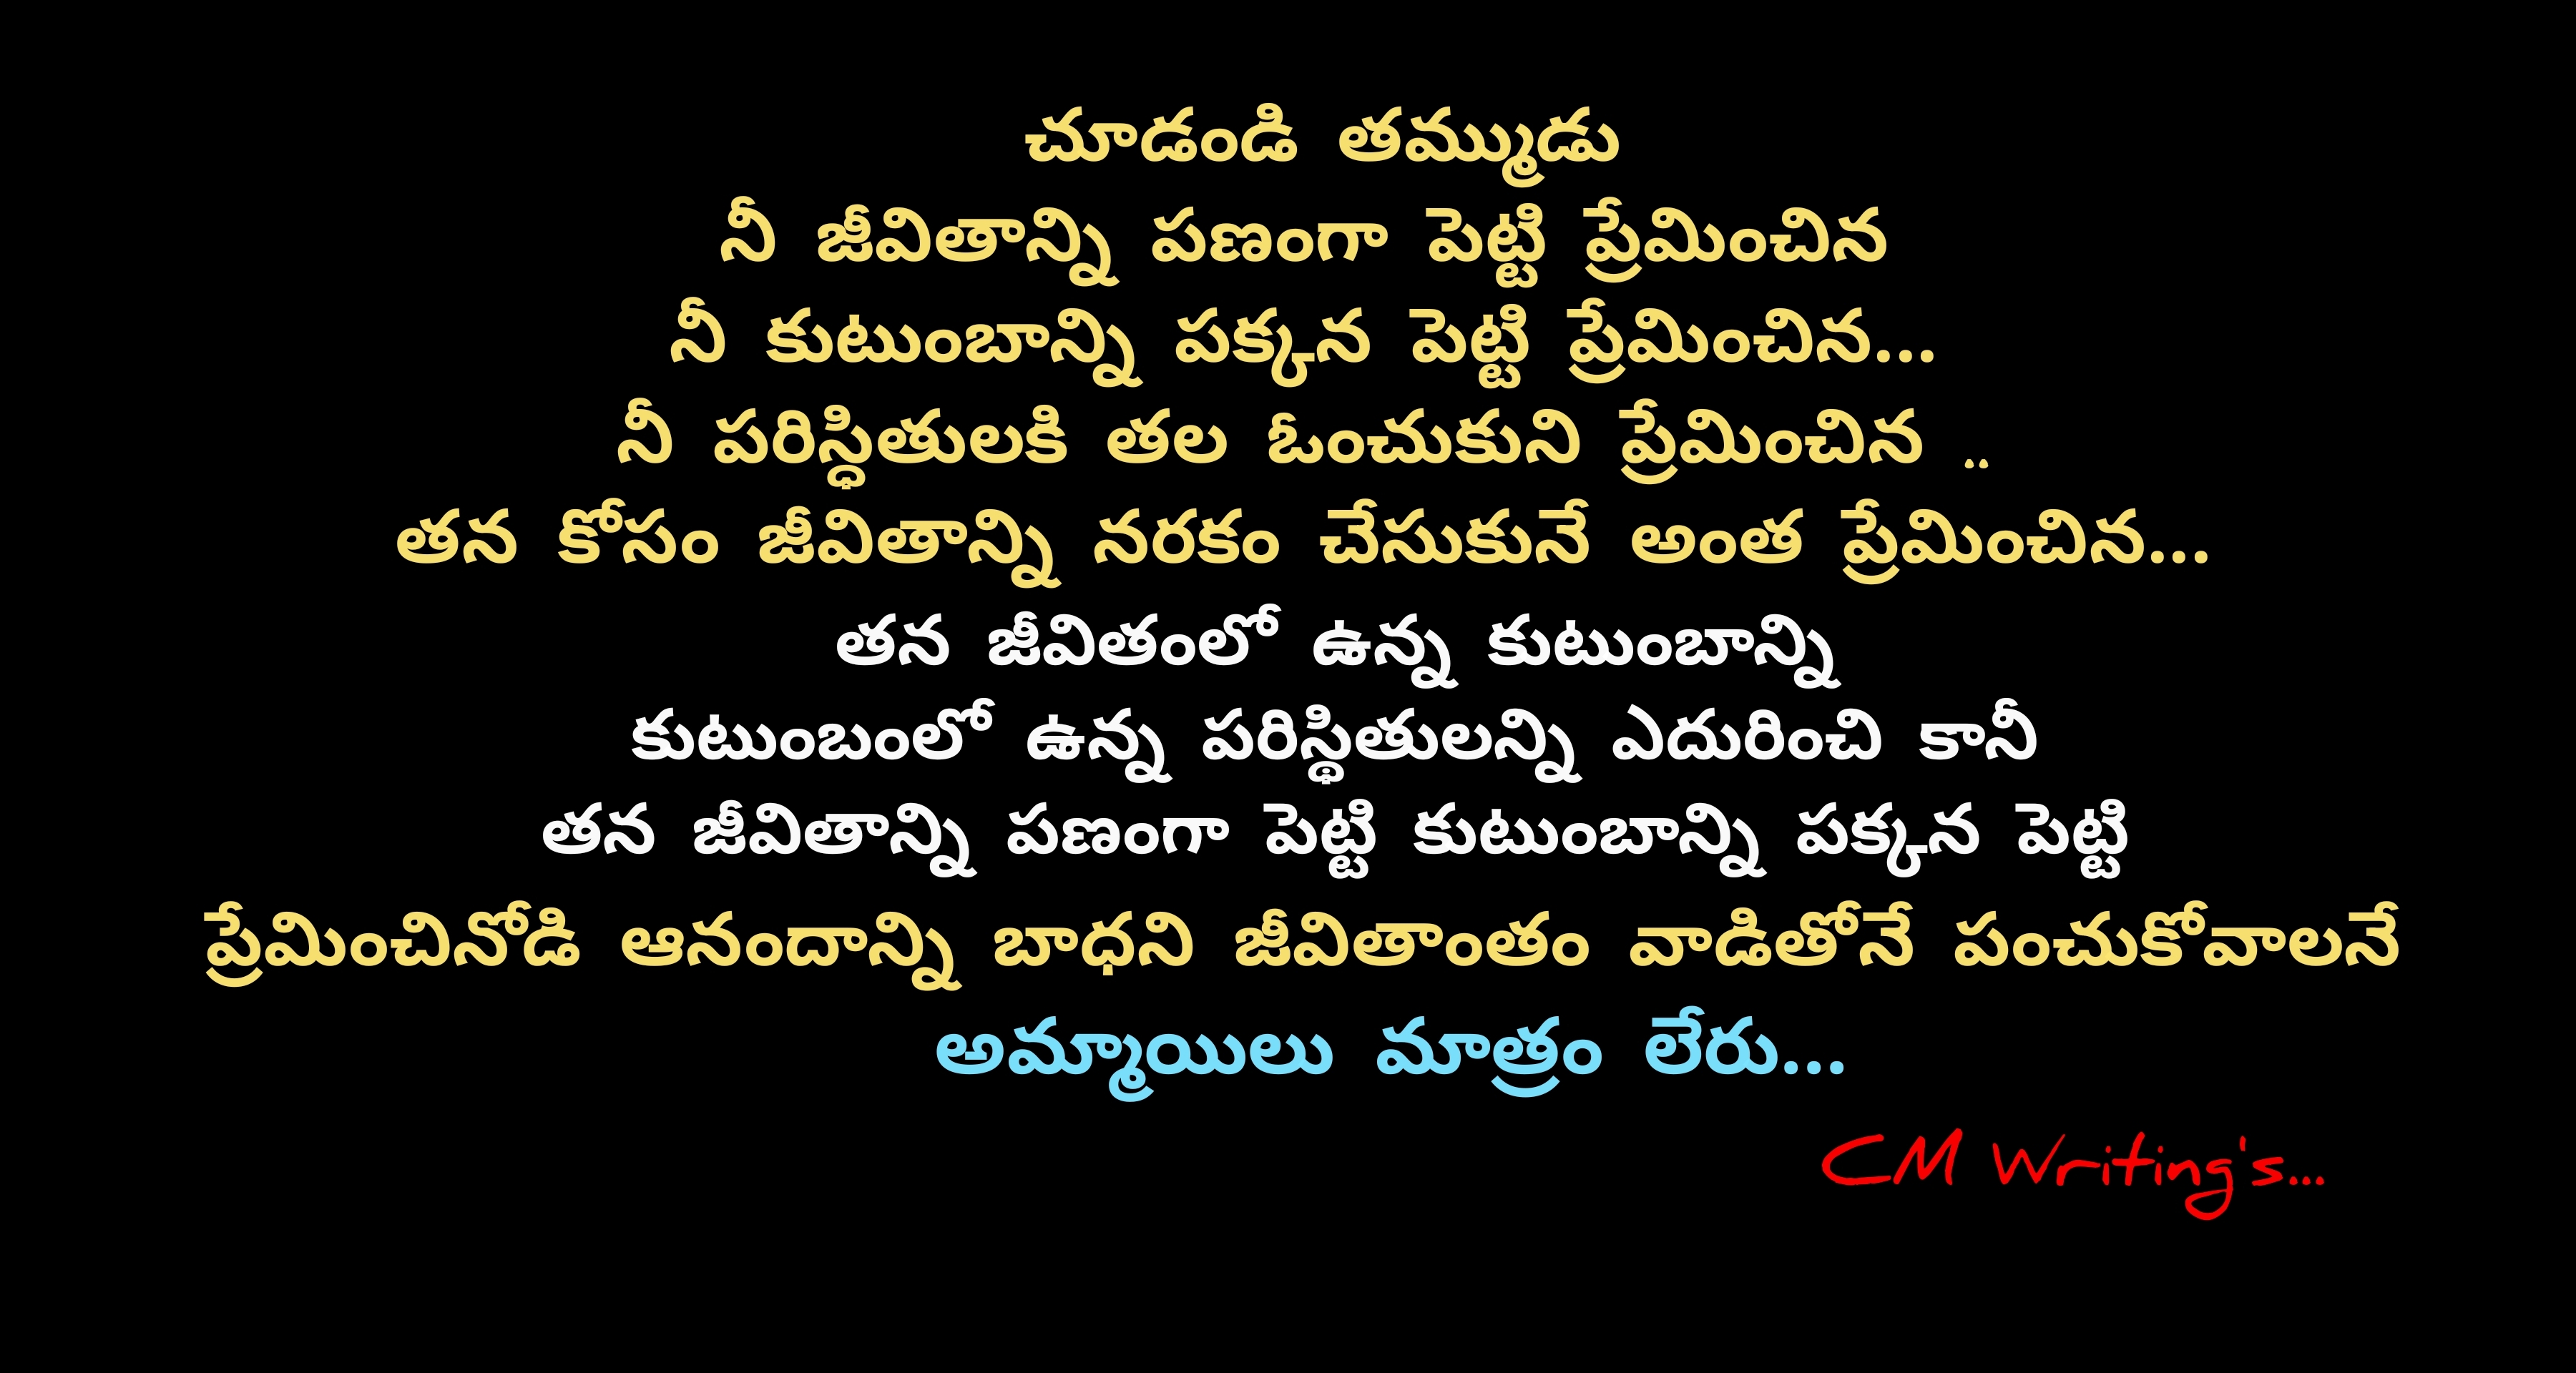 చూడండి తమ్ముడు
నీ జీవితాన్ని పణంగా పెట్టి ప్రేమించిన
నీ కుటుంబాన్ని పక్కన పెట్టి ప్రేమించిన...
నీ పరిస్ధితులకి తల ఓంచుకుని ప్రేమించిన ..
తన కోసం జీవితాన్ని నరకం చేసుకునే అంత ప్రేమించిన...
తన జీవితంలో ఉన్న కుటుంబాన్ని
కుటుంబంలో ఉన్న పరిస్థితులన్ని ఎదురించి కానీ
తన జీవితాన్ని పణంగా పెట్టి కుటుంబాన్ని పక్కన పెట్టి
ప్రేమించినోడి ఆనందాన్ని బాధని జీవితాంతం వాడితోనే పంచుకోవాలనే
అమ్మాయిలు మాత్రం లేరు...
CM Writing's...